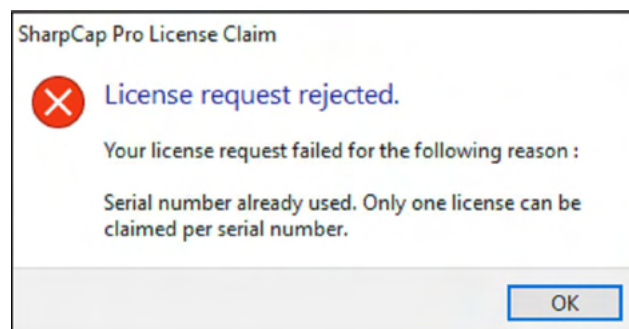 SharpCap Pro License Claim
License request rejected.
Your license request failed for the following reason :
Serial number already used. Only one license can be
claimed per serial number.
OK